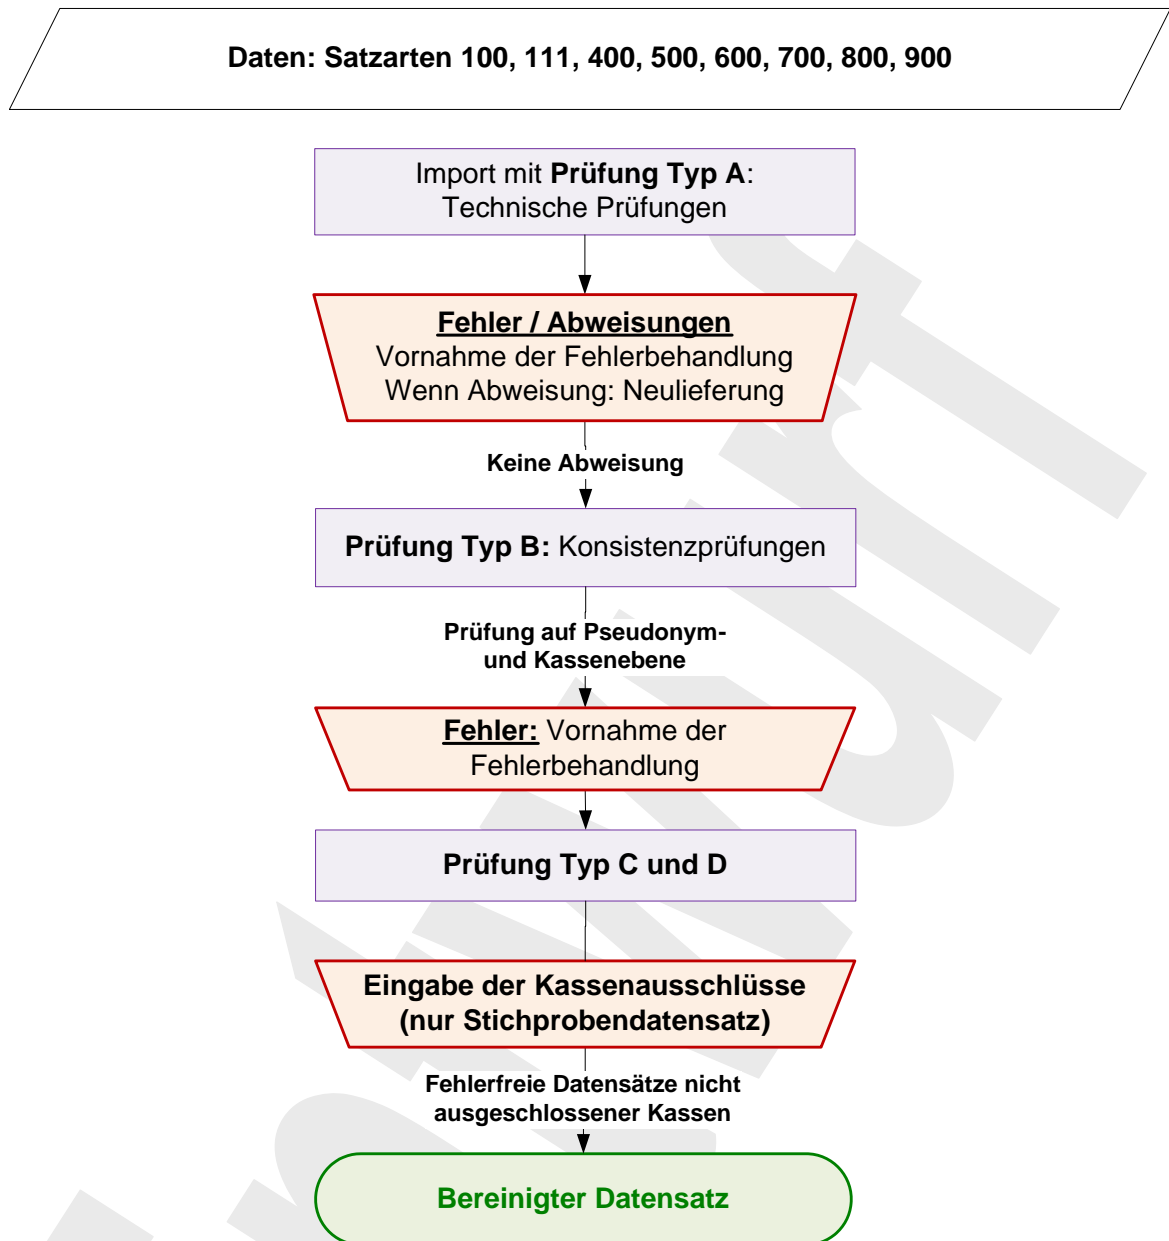 Daten: Satzarten 100, 111, 400, 500, 600, 700, 800, 900
Import mit Prüfung Typ A:
Technische Prüfungen
Fehler / Abweisungen
Vornahme der Fehlerbehandlung
Wenn Abweisung: Neulieferung
Keine Abweisung
Prüfung Typ B: Konsistenzprüfungen
Prüfung auf Pseudonym-
und Kassenebene
Fehler: Vornahme der
Fehlerbehandlung
Prüfung Typ C und D
Eingabe der Kassenausschlüsse
(nur Stichprobendatensatz)
Fehlerfreie Datensätze nicht
ausgeschlossener Kassen
Bereinigter Datensatz